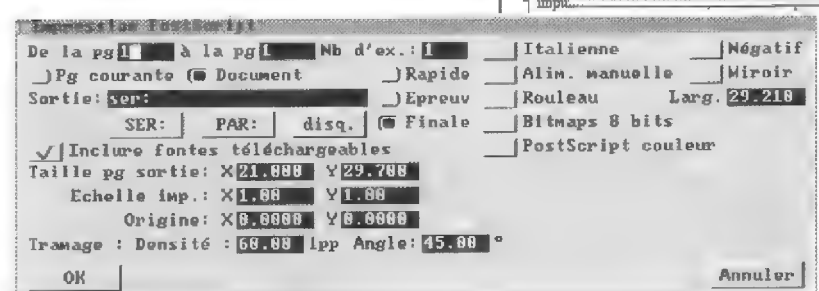 Impression PostScript
De la pg 1 à la pg 1 Nb d'ex.: 1 Italienne Négatif
Pg courante Document Rapide Alim. manuelle Miroir
Sortie: ser: Epreuv Rouleau Larg. 29.210
SER: PAR: disq. Finale Bitmaps 8 bits
Inclure fontes téléchargeables PostScript couleur
Taille pg sortie: X 21.000 Y 29.700
Echelle imp.: X 1.00 Y 1.00
Origine: X 0.0000 Y 0.0000
Tramage : Densité : 60.00 lpp Angle: 45.00 °
OK Annuler